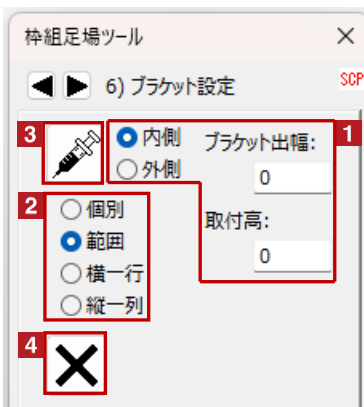 枠組足場ツール
6) ブラケット設定
SCP
3
内側
外側
ブラケット出幅:
0
取付高:
0
1
2
個別
範囲
横一行
縦一列
4